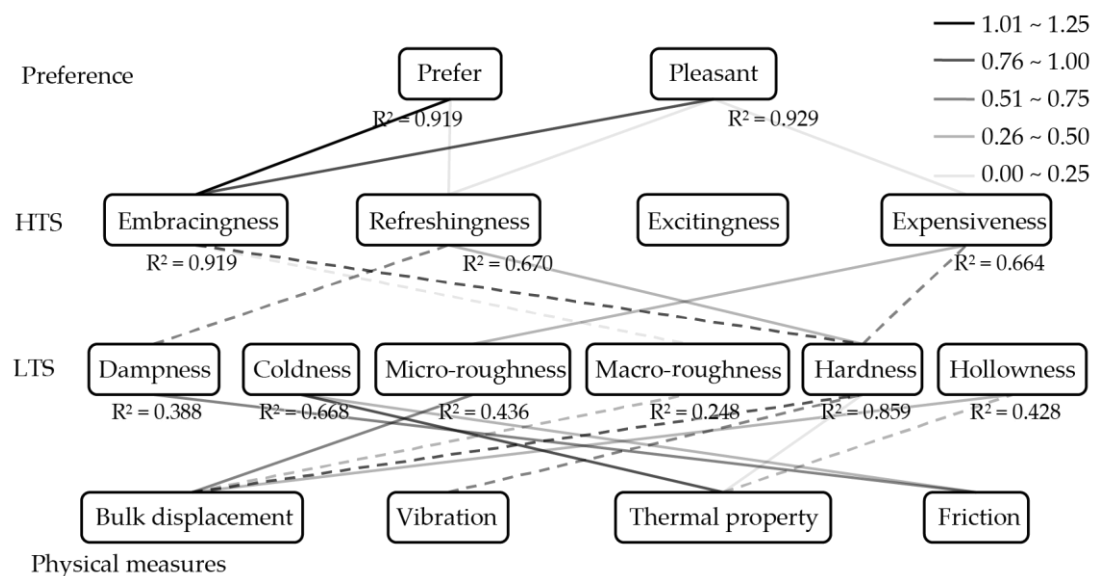 1.01 ~ 1.25
0.76 ~ 1.00
0.51 ~ 0.75
0.26 ~ 0.50
0.00 ~ 0.25
Preference
Prefer
Pleasant
R² = 0.919
R² = 0.929
HTS
Embracingness
Refreshingness
Excitingness
Expensiveness
R² = 0.919
R² = 0.670
R² = 0.664
LTS
Dampness
Coldness
Micro-roughness
Macro-roughness
Hardness
Hollowness
R² = 0.388
R² = 0.668
R² = 0.436
R² = 0.248
R² = 0.859
R² = 0.428
Bulk displacement
Vibration
Thermal property
Friction
Physical measures